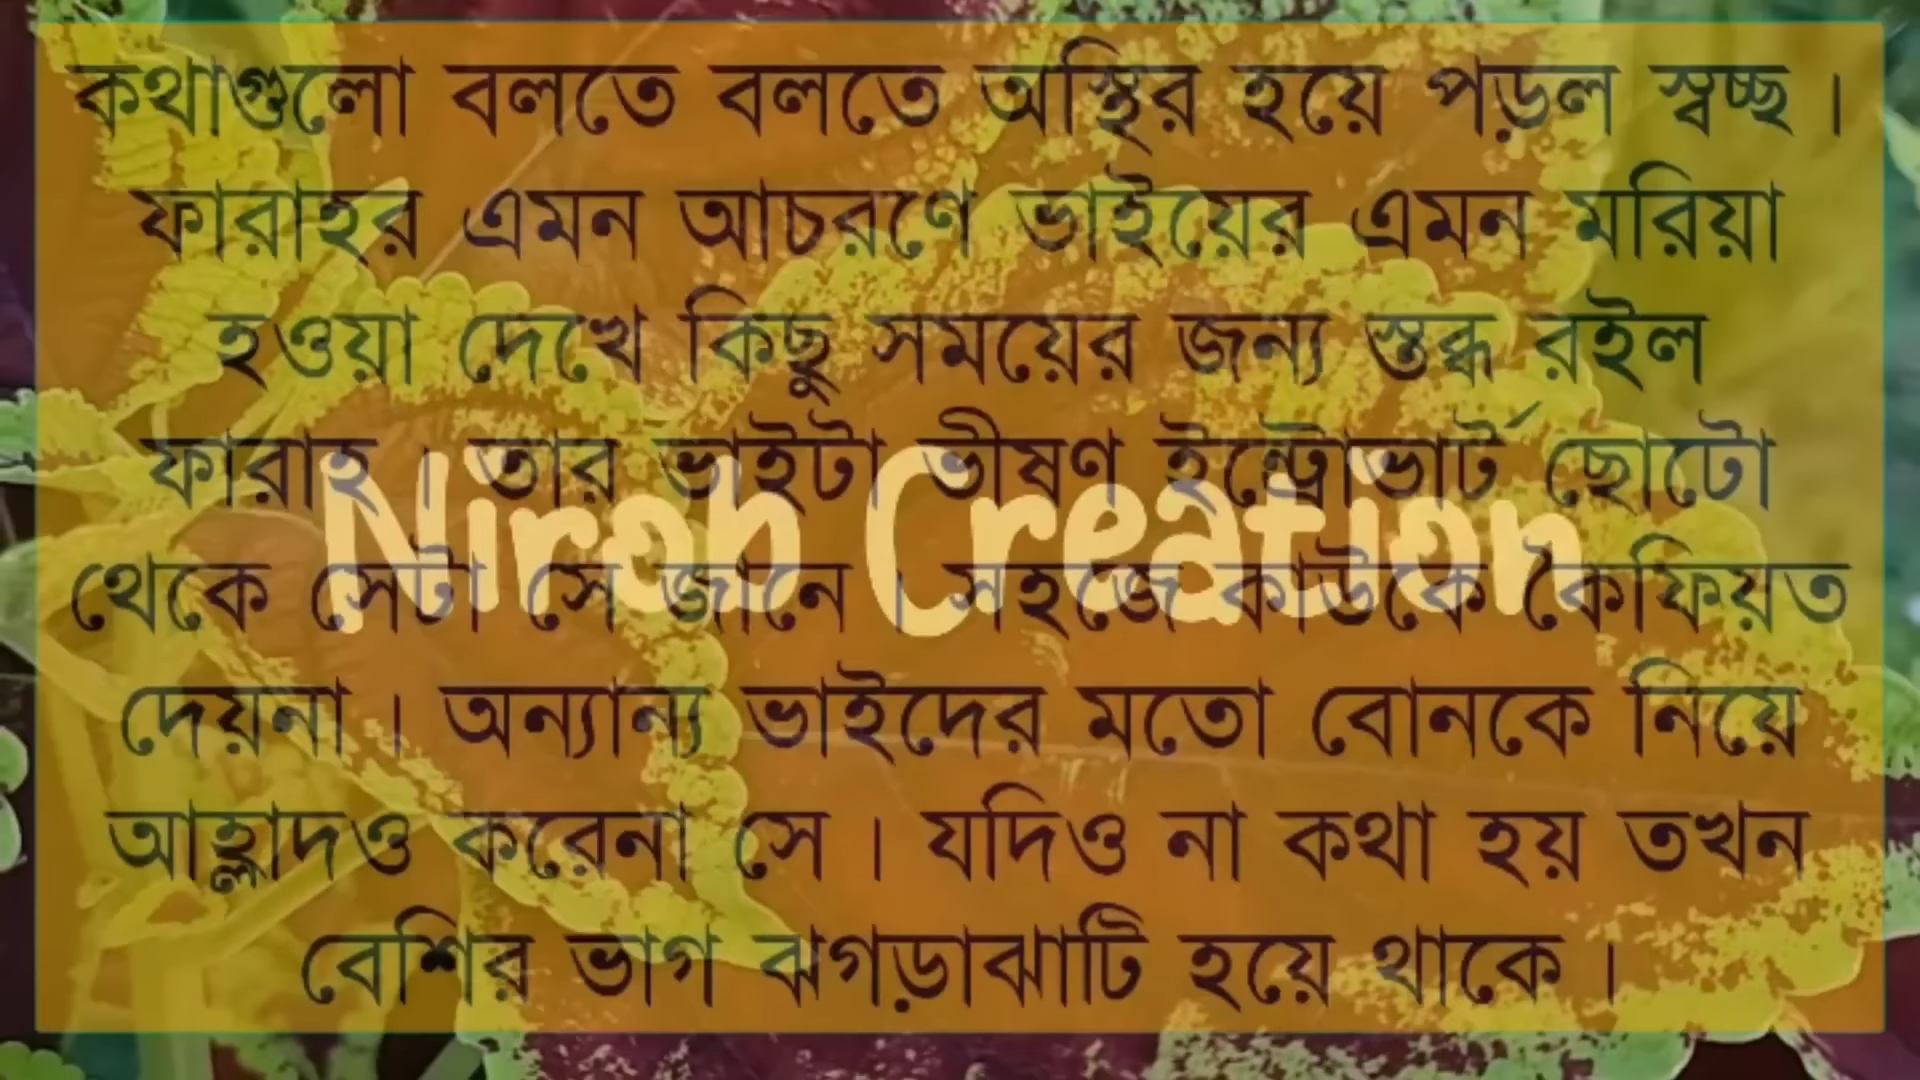 কথাগুলো বলতে বলতে অস্থির হয়ে পড়ল স্বচ্ছ।
ফারাহর এমন আচরণে ভাইয়ের এমন মরিয়া
হওয়া দেখে কিছু সময়ের জন্য স্তব্ধ রইল
ফারাহ। তার ভাইটা ভীষণ ইন্ট্রোভার্ট ছোটো
Nirob Creation
থেকে সেটা সে জানে। সহজে কাউকে কৈফিয়ত
দেয়না। অন্যান্য ভাইদের মতো বোনকে নিয়ে
আহ্লাদও করেনা সে। যদিও না কথা হয় তখন
বেশির ভাগ ঝগড়াঝাটি হয়ে থাকে।